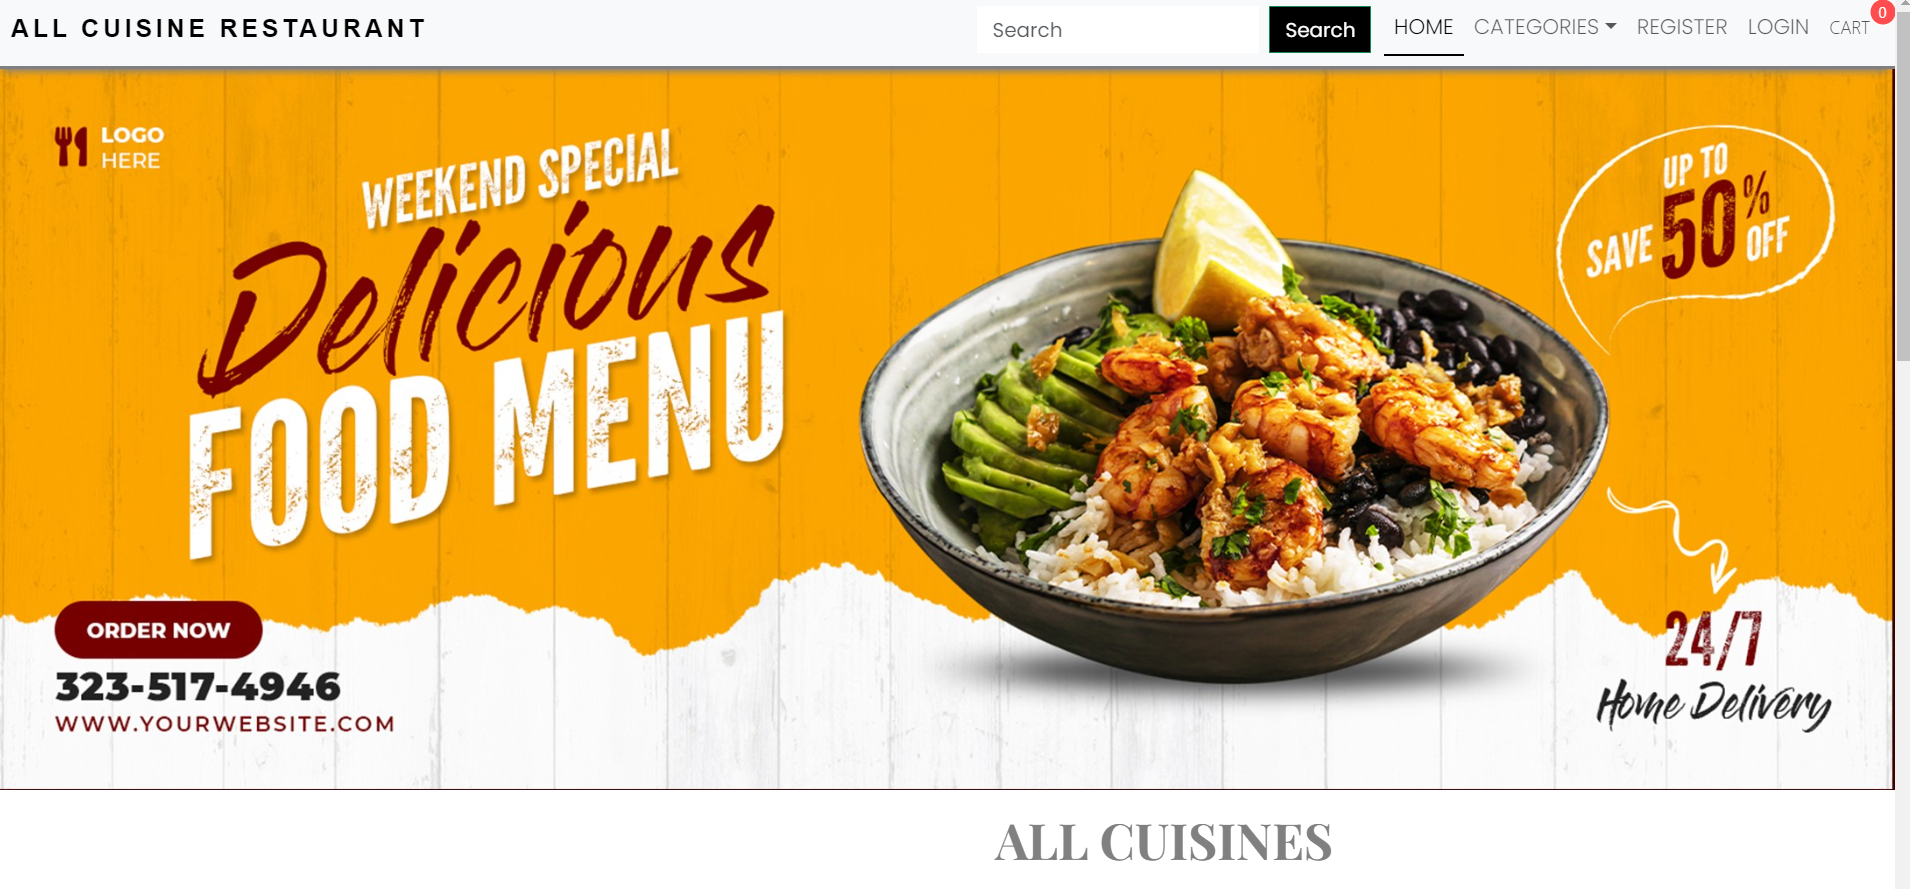 ALL CUISINE RESTAURANT
Search
Search
HOME
CATEGORIES
REGISTER
LOGIN
CART
0
LOGO
HERE
WEEKEND SPECIAL
Delicious
FOOD MENU
UP TO
SAVE 50% OFF
ORDER NOW
323-517-4946
WWW.YOURWEBSITE.COM
24/7
Home Delivery
ALL CUISINES